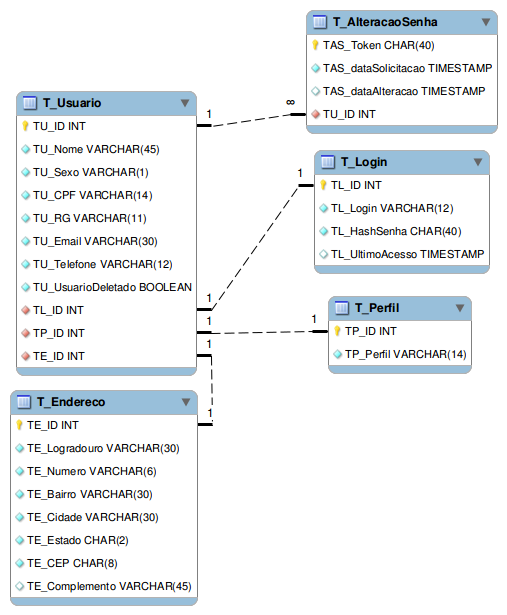 T_AlteracaoSenha
TAS_Token CHAR(40)
TAS_dataSolicitacao TIMESTAMP
TAS_dataAlteracao TIMESTAMP
TU_ID INT
T_Usuario
TU_ID INT
TU_Nome VARCHAR(45)
TU_Sexo VARCHAR(1)
TU_CPF VARCHAR(14)
TU_RG VARCHAR(11)
TU_Email VARCHAR(30)
TU_Telefone VARCHAR(12)
TU_UsuarioDeletado BOOLEAN
TL_ID INT
TP_ID INT
TE_ID INT
1
∞
T_Login
TL_ID INT
TL_Login VARCHAR(12)
TL_HashSenha CHAR(40)
TL_UltimoAcesso TIMESTAMP
1
1
T_Perfil
TP_ID INT
TP_Perfil VARCHAR(14)
1
1
T_Endereco
TE_ID INT
TE_Logradouro VARCHAR(30)
TE_Numero VARCHAR(6)
TE_Bairro VARCHAR(30)
TE_Cidade VARCHAR(30)
TE_Estado CHAR(2)
TE_CEP CHAR(8)
TE_Complemento VARCHAR(45)
1
1